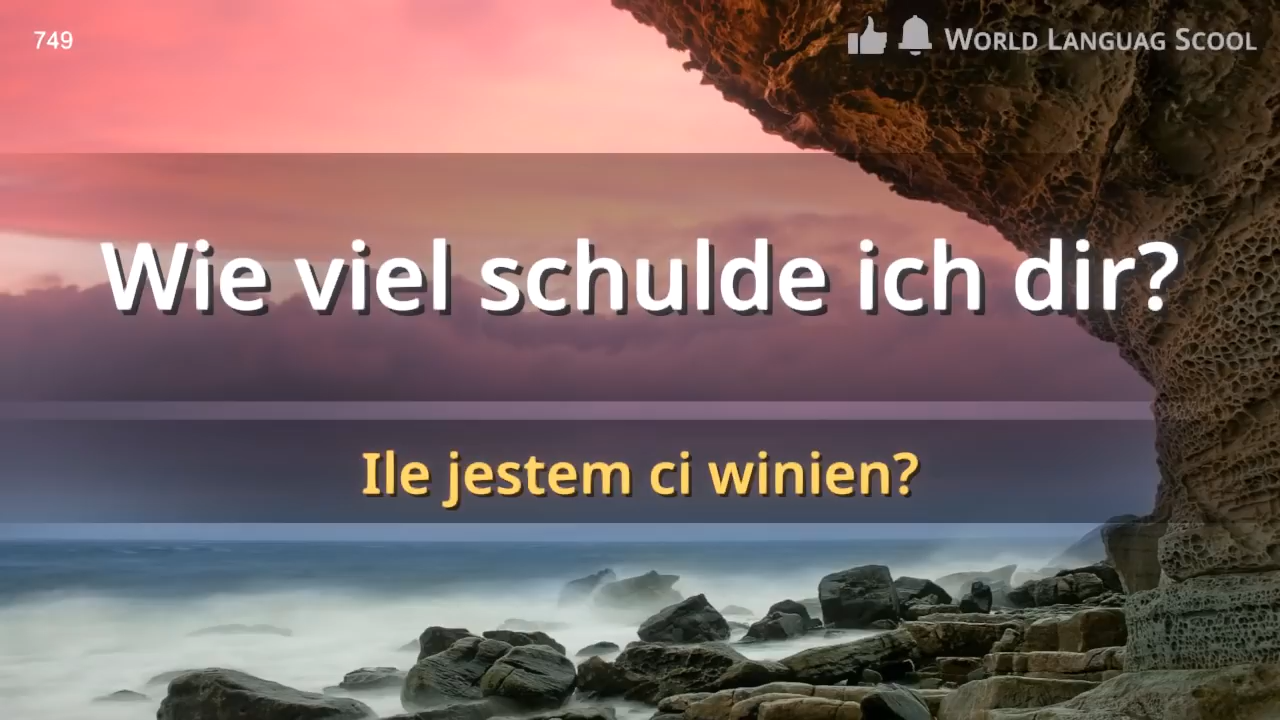 749
WORLD LANGUAG SCOOL
Wie viel schulde ich dir?
Ile jestem ci winien?